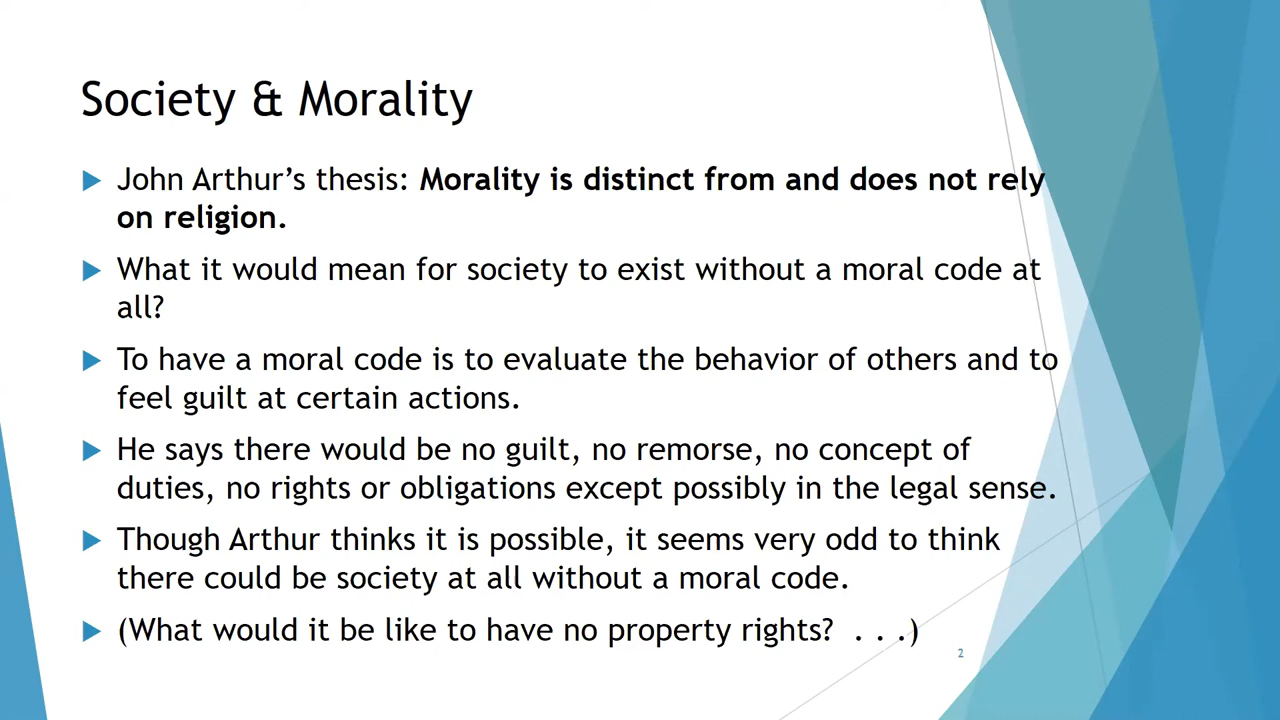 Society & Morality
John Arthur’s thesis: Morality is distinct from and does not rely
on religion.
What it would mean for society to exist without a moral code at
all?
To have a moral code is to evaluate the behavior of others and to
feel guilt at certain actions.
He says there would be no guilt, no remorse, no concept of
duties, no rights or obligations except possibly in the legal sense.
Though Arthur thinks it is possible, it seems very odd to think
there could be society at all without a moral code.
(What would it be like to have no property rights?  . . .)
2